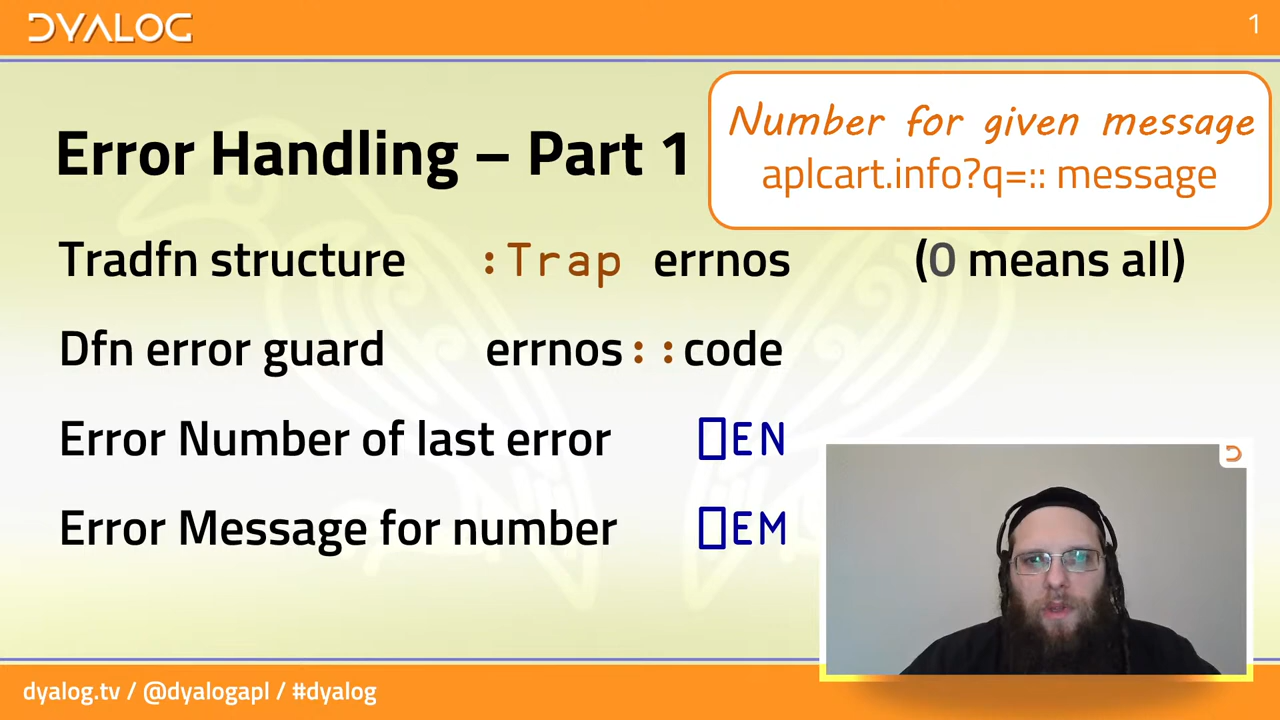 DYALOG
1
Number for given message
aplcart.info?q=:: message
Error Handling – Part 1
Tradfn structure :Trap errnos (0 means all)
Dfn error guard errnos::code
Error Number of last error ⎕EN
Error Message for number ⎕EM
dyalog.tv / @dyalogapl / #dyalog